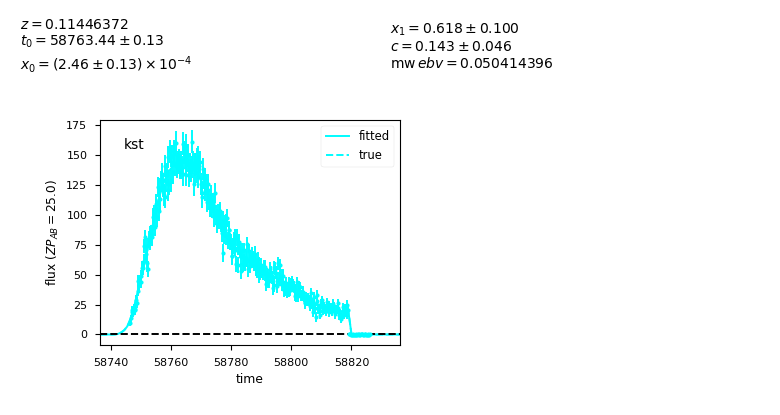 z = 0.11446372
t₀ = 58763.44 ± 0.13
x₀ = (2.46 ± 0.13) × 10⁻⁴
x₁ = 0.618 ± 0.100
c = 0.143 ± 0.046
mw ebv = 0.050414396
kst
fitted
true
175
150
125
100
75
50
25
0
flux (ZP_AB = 25.0)
58740 58760 58780 58800 58820
time